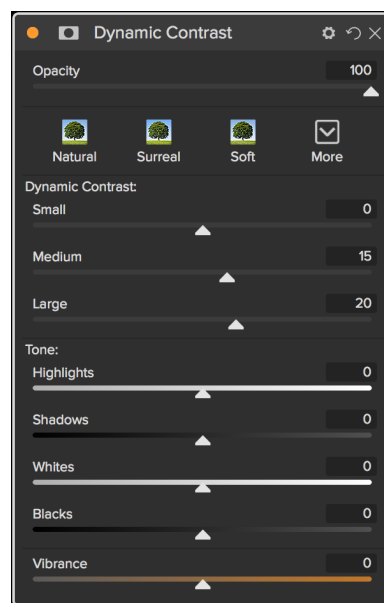 Dynamic Contrast
Opacity 100
Natural Surreal Soft More
Dynamic Contrast:
Small 0
Medium 15
Large 20
Tone:
Highlights 0
Shadows 0
Whites 0
Blacks 0
Vibrance 0